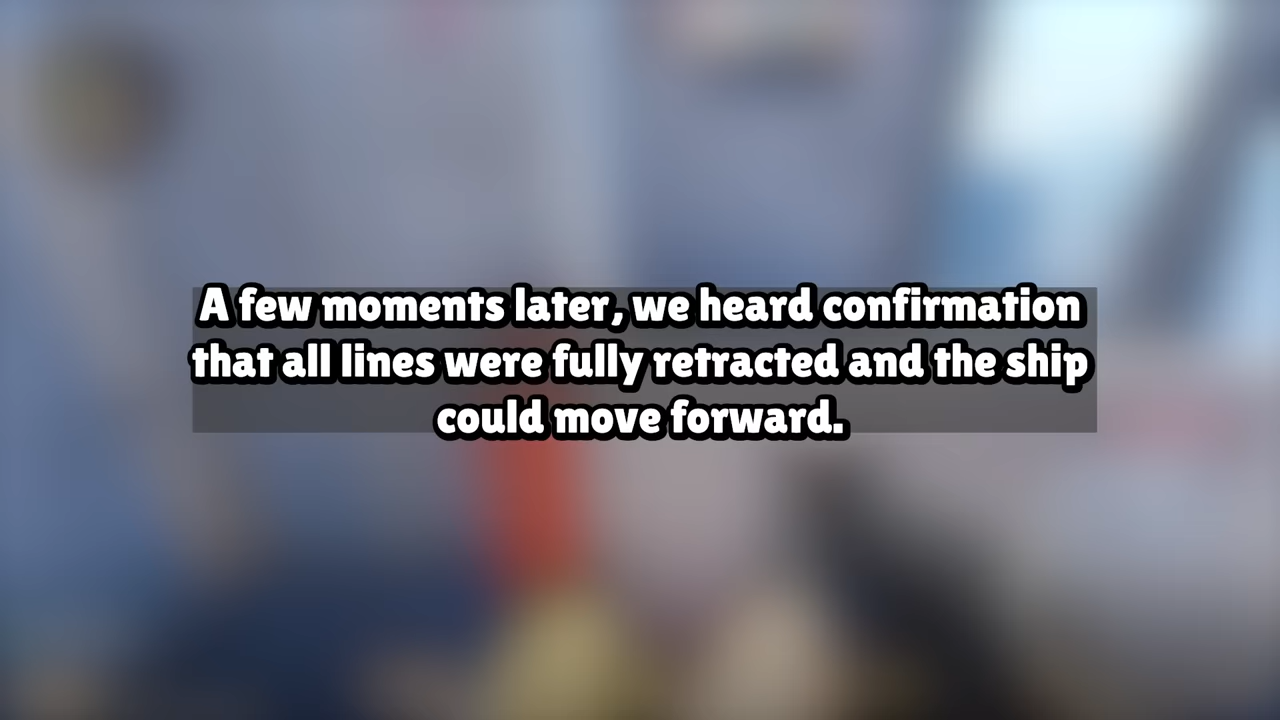 A few moments later, we heard confirmation
that all lines were fully retracted and the ship
could move forward.